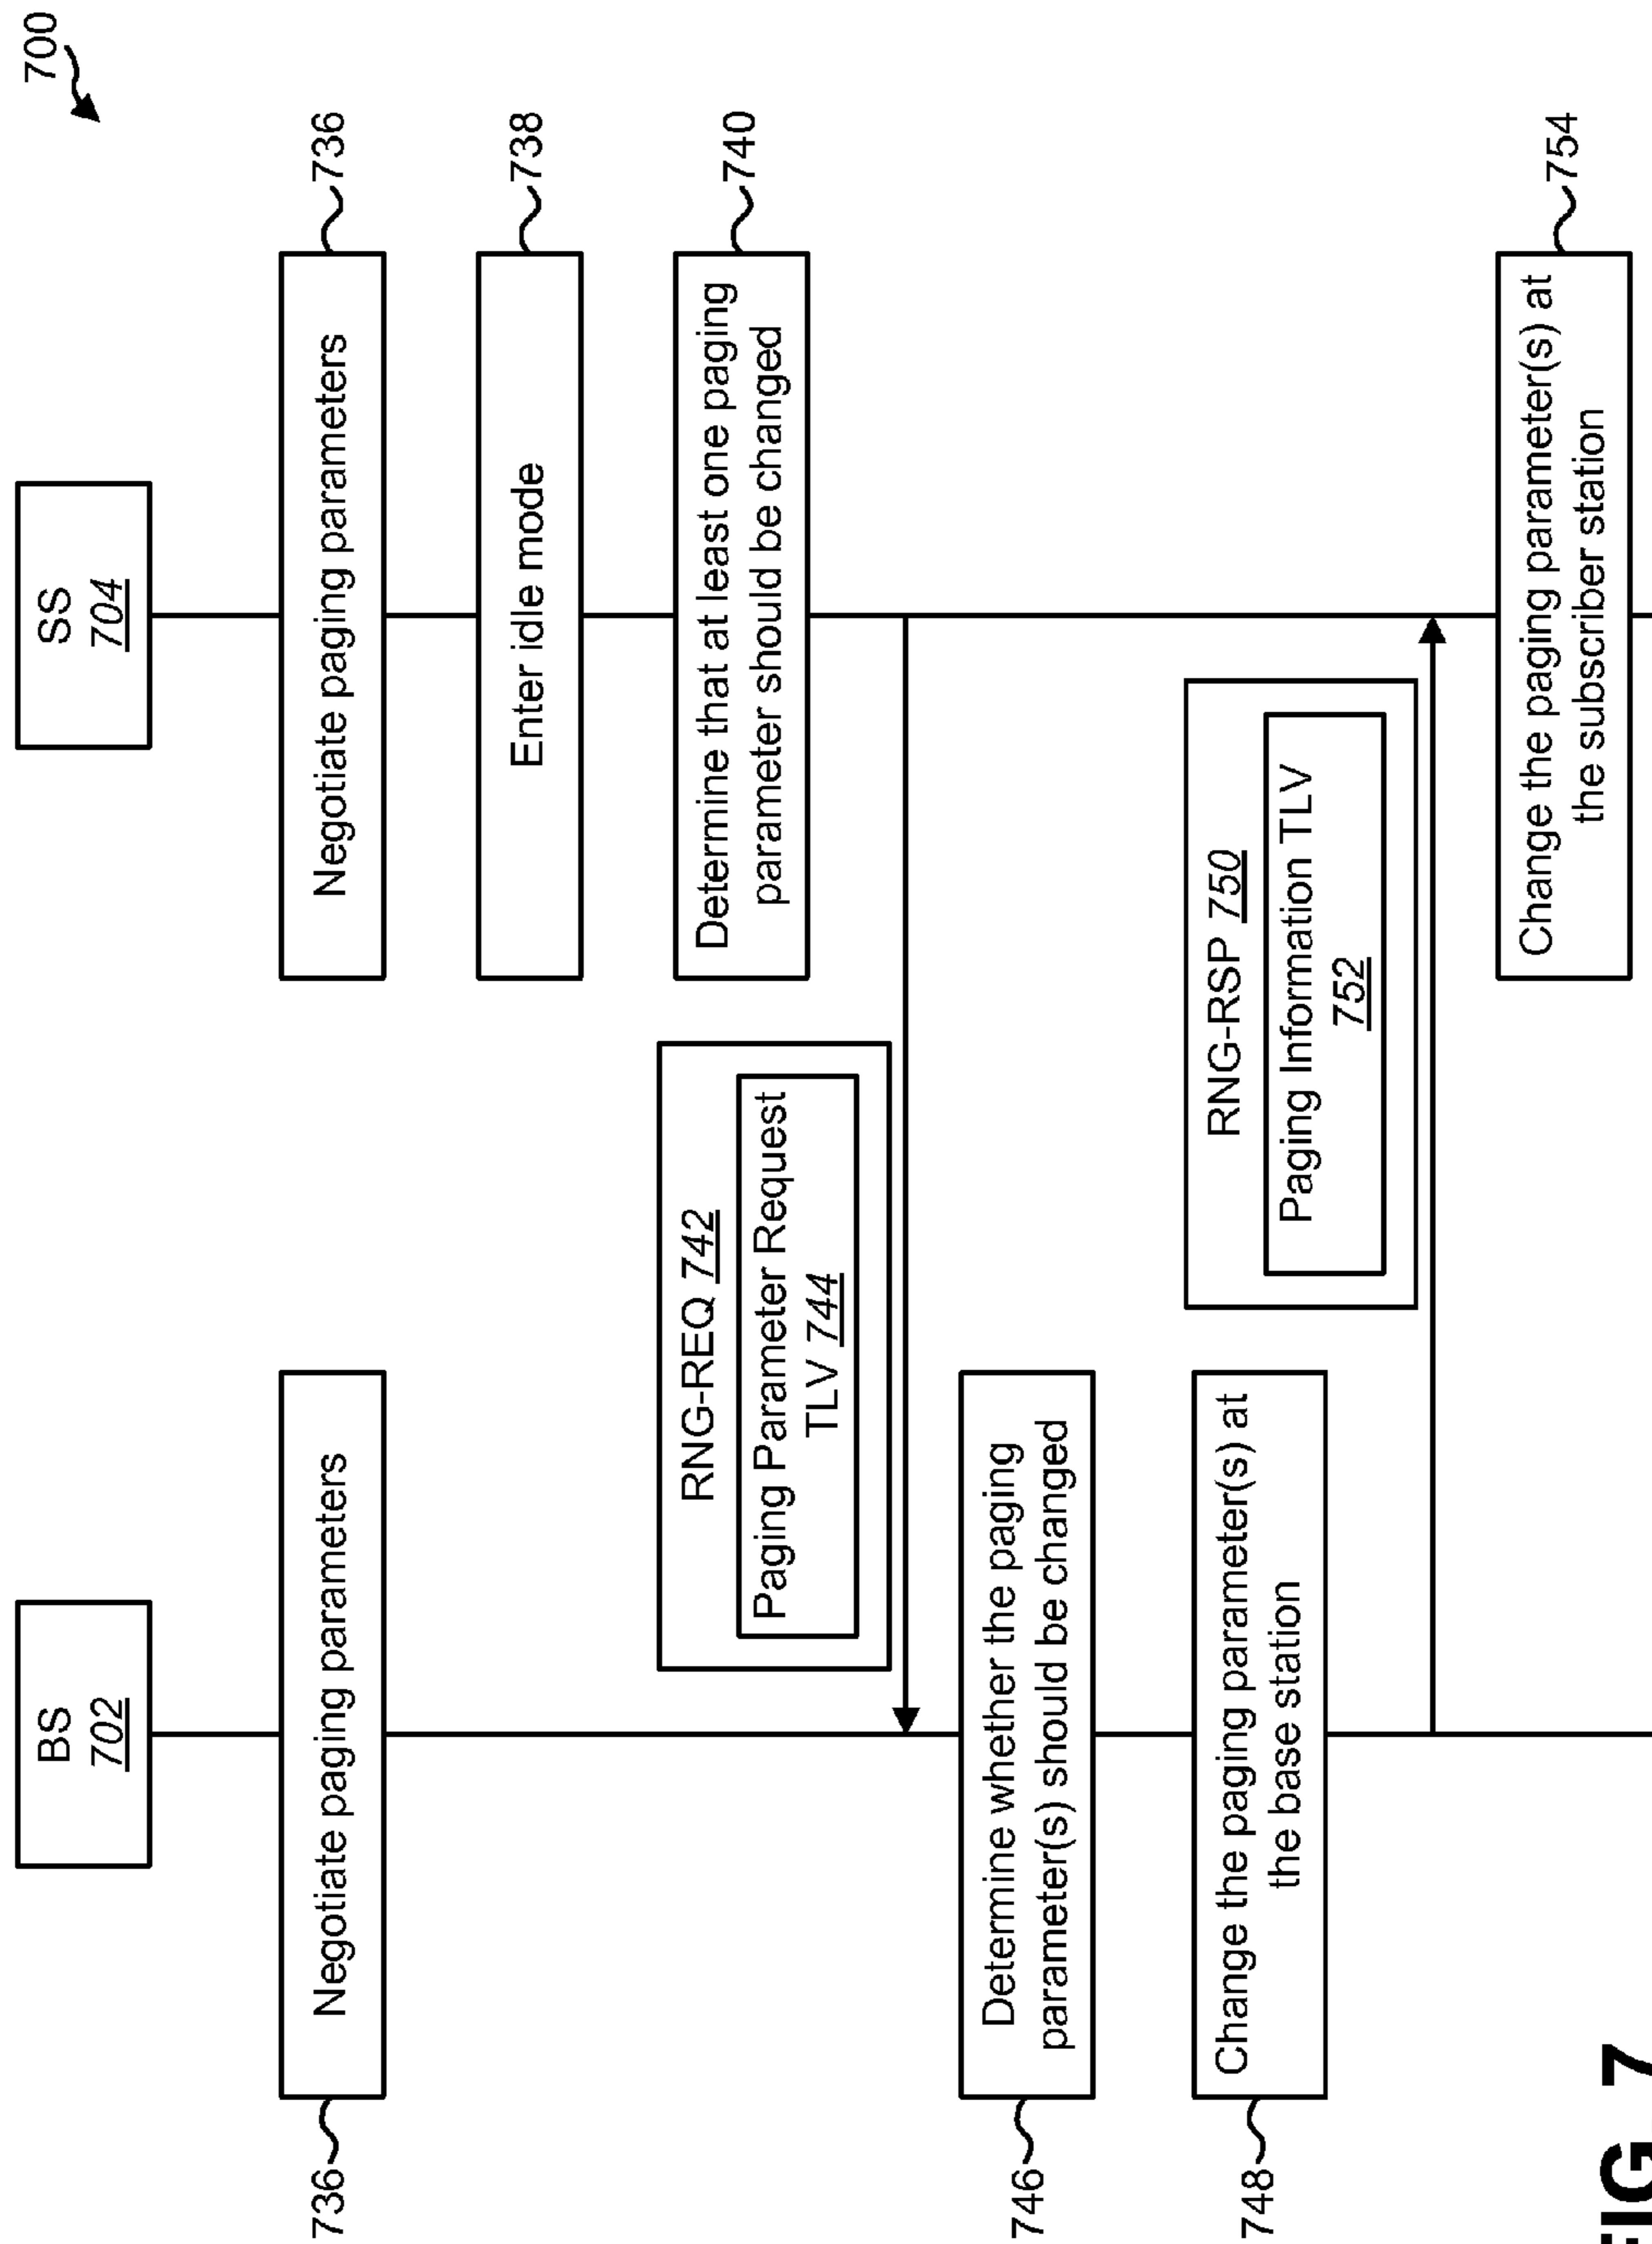 700
BS
702
SS
704
736
Negotiate paging parameters
Negotiate paging parameters
736
Enter idle mode
738
Determine that at least one paging
parameter should be changed
740
RNG-REQ 742
Paging Parameter Request
TLV 744
746
Determine whether the paging
parameter(s) should be changed
748
Change the paging parameter(s) at
the base station
RNG-RSP 750
Paging Information TLV
752
Change the paging parameter(s) at
the subscriber station
754
FIG. 7